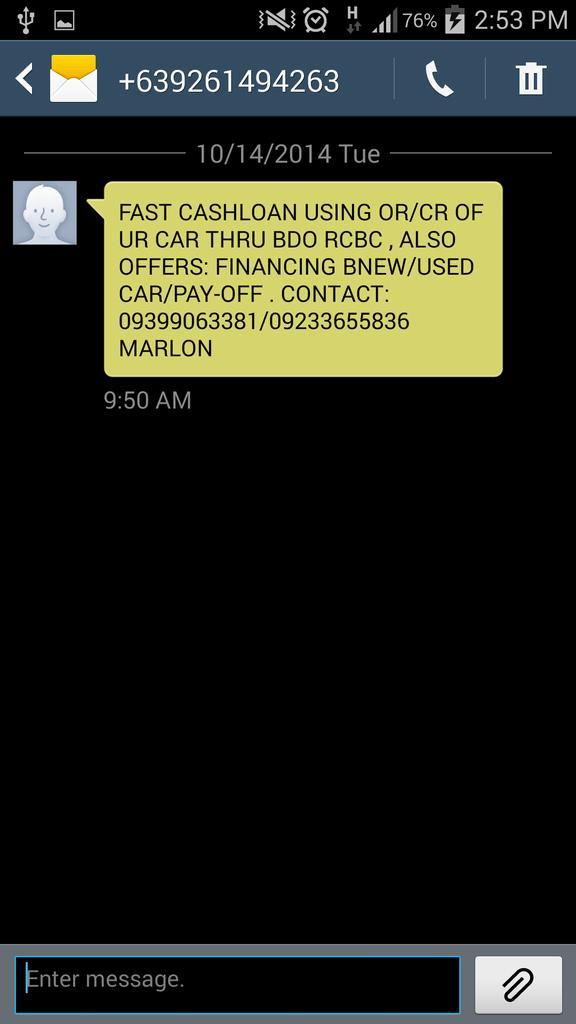 H 76% 2:53 PM
+639261494263
10/14/2014 Tue
FAST CASHLOAN USING OR/CR OF
UR CAR THRU BDO RCBC , ALSO
OFFERS: FINANCING BNEW/USED
CAR/PAY-OFF . CONTACT:
09399063381/09233655836
MARLON
9:50 AM
Enter message.